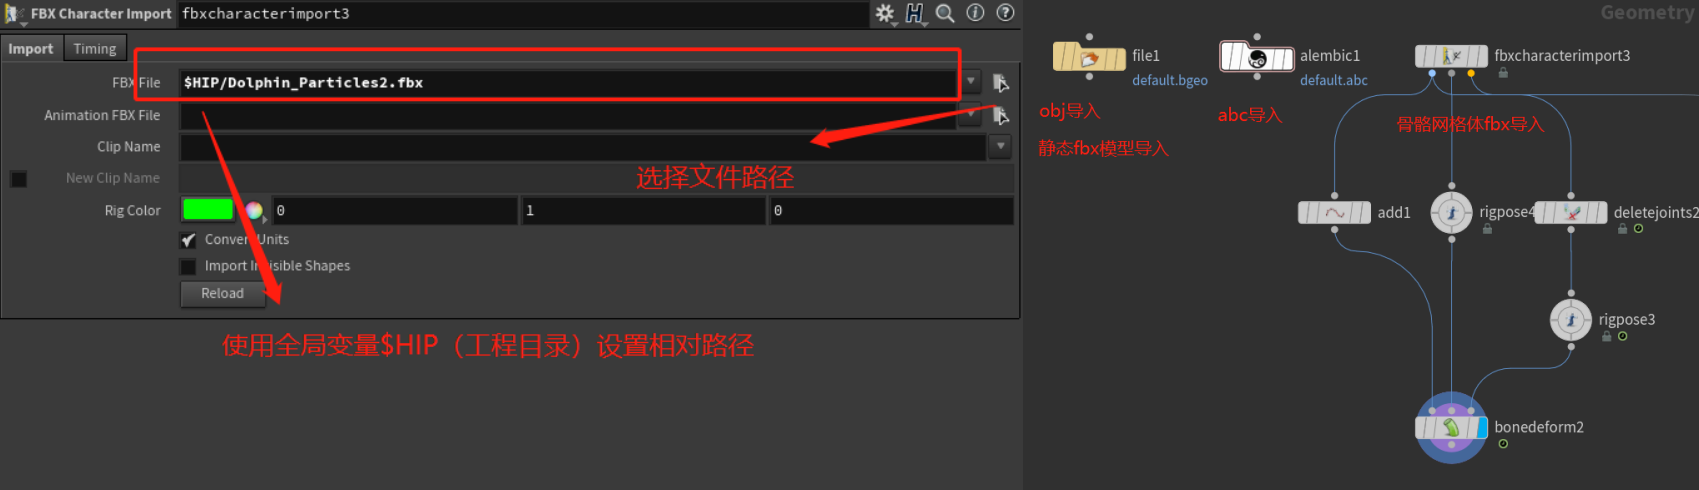 FBX Character Import fbxcharacterimport3
Import Timing
FBX File $HIP/Dolphin_Particles2.fbx
Animation FBX File
Clip Name
选择文件路径
New Clip Name
Rig Color 0 1 0
Convert Units
Import Invisible Shapes
Reload
使用全局变量$HIP（工程目录）设置相对路径
Geometry
file1
default.bgeo
obj导入
静态fbx模型导入
alembic1
default.abc
abc导入
fbxcharacterimport3
骨骼网格体fbx导入
add1
rigpose4
deletejoints2
rigpose3
bonedeform2